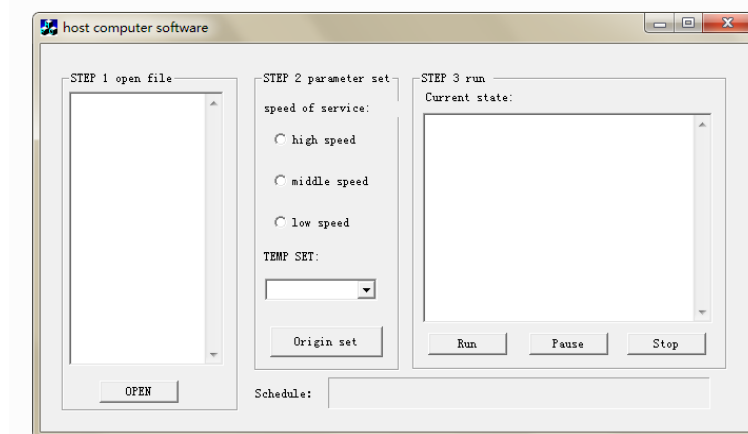 host computer software
STEP 1 open file
OPEN
STEP 2 parameter set
speed of service:
high speed
middle speed
low speed
TEMP SET:
Origin set
STEP 3 run
Current state:
Run
Pause
Stop
Schedule: